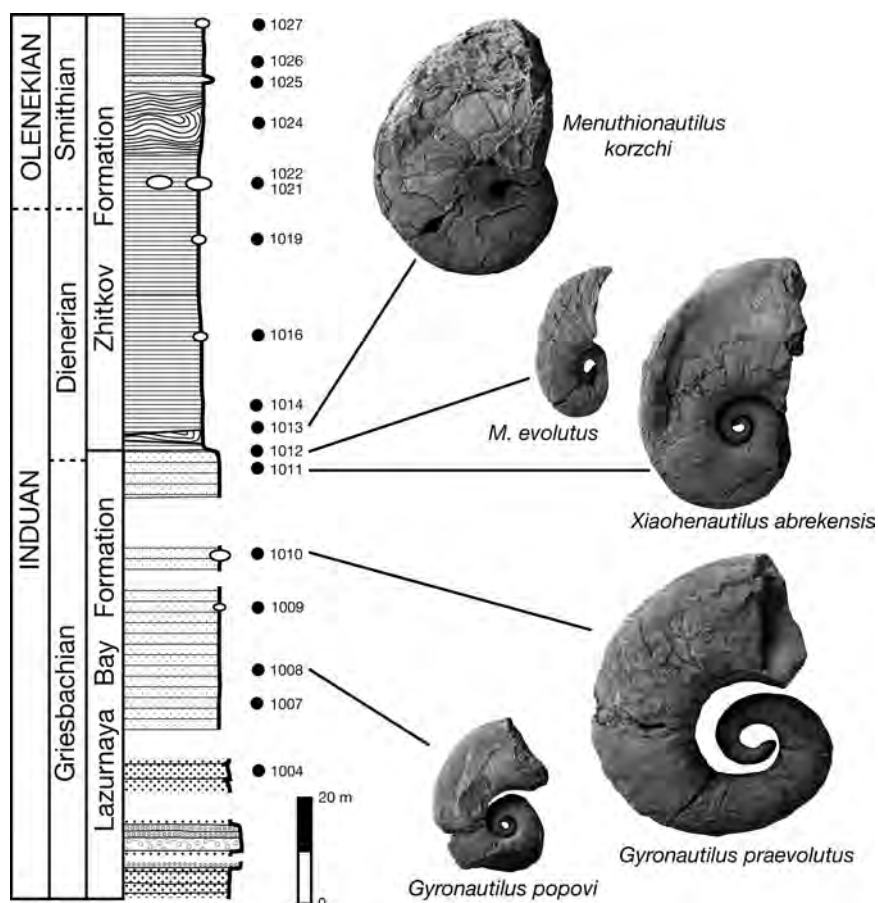 OLENEKIAN
INDUAN
Smithian
Dienerian
Griesbachian
Zhitkov Formation
Lazurnaya Bay Formation
1027
1026
1025
1024
1022
1021
1019
1016
1014
1013
1012
1011
1010
1009
1008
1007
1004
20 m
0
Menuthionautilus
korzchi
M. evolutus
Xiaohenautilus abrekensis
Gyronautilus praevolutus
Gyronautilus popovi